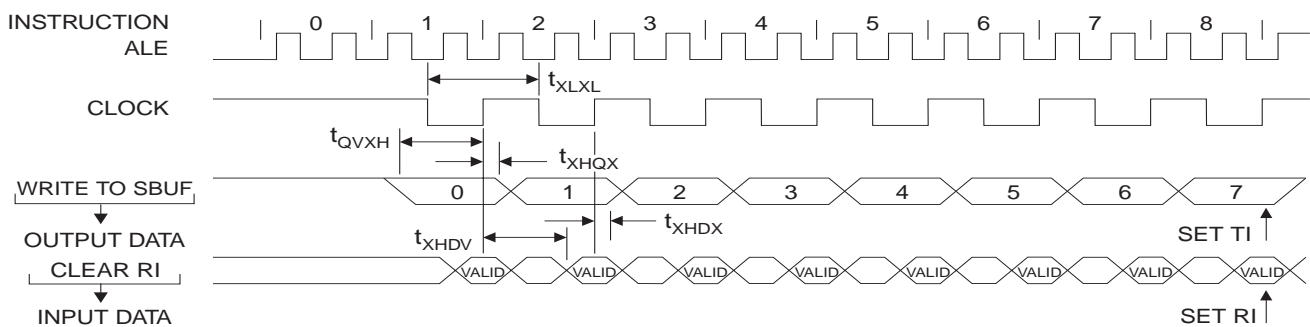 INSTRUCTION 0 1 2 3 4 5 6 7 8
ALE
tXLXL
CLOCK
tQVXH
tXHQX
WRITE TO SBUF 0 1 2 3 4 5 6 7
tXHDX
OUTPUT DATA tXHDV SET TI
CLEAR RI VALID VALID VALID VALID VALID VALID VALID VALID
INPUT DATA SET RI